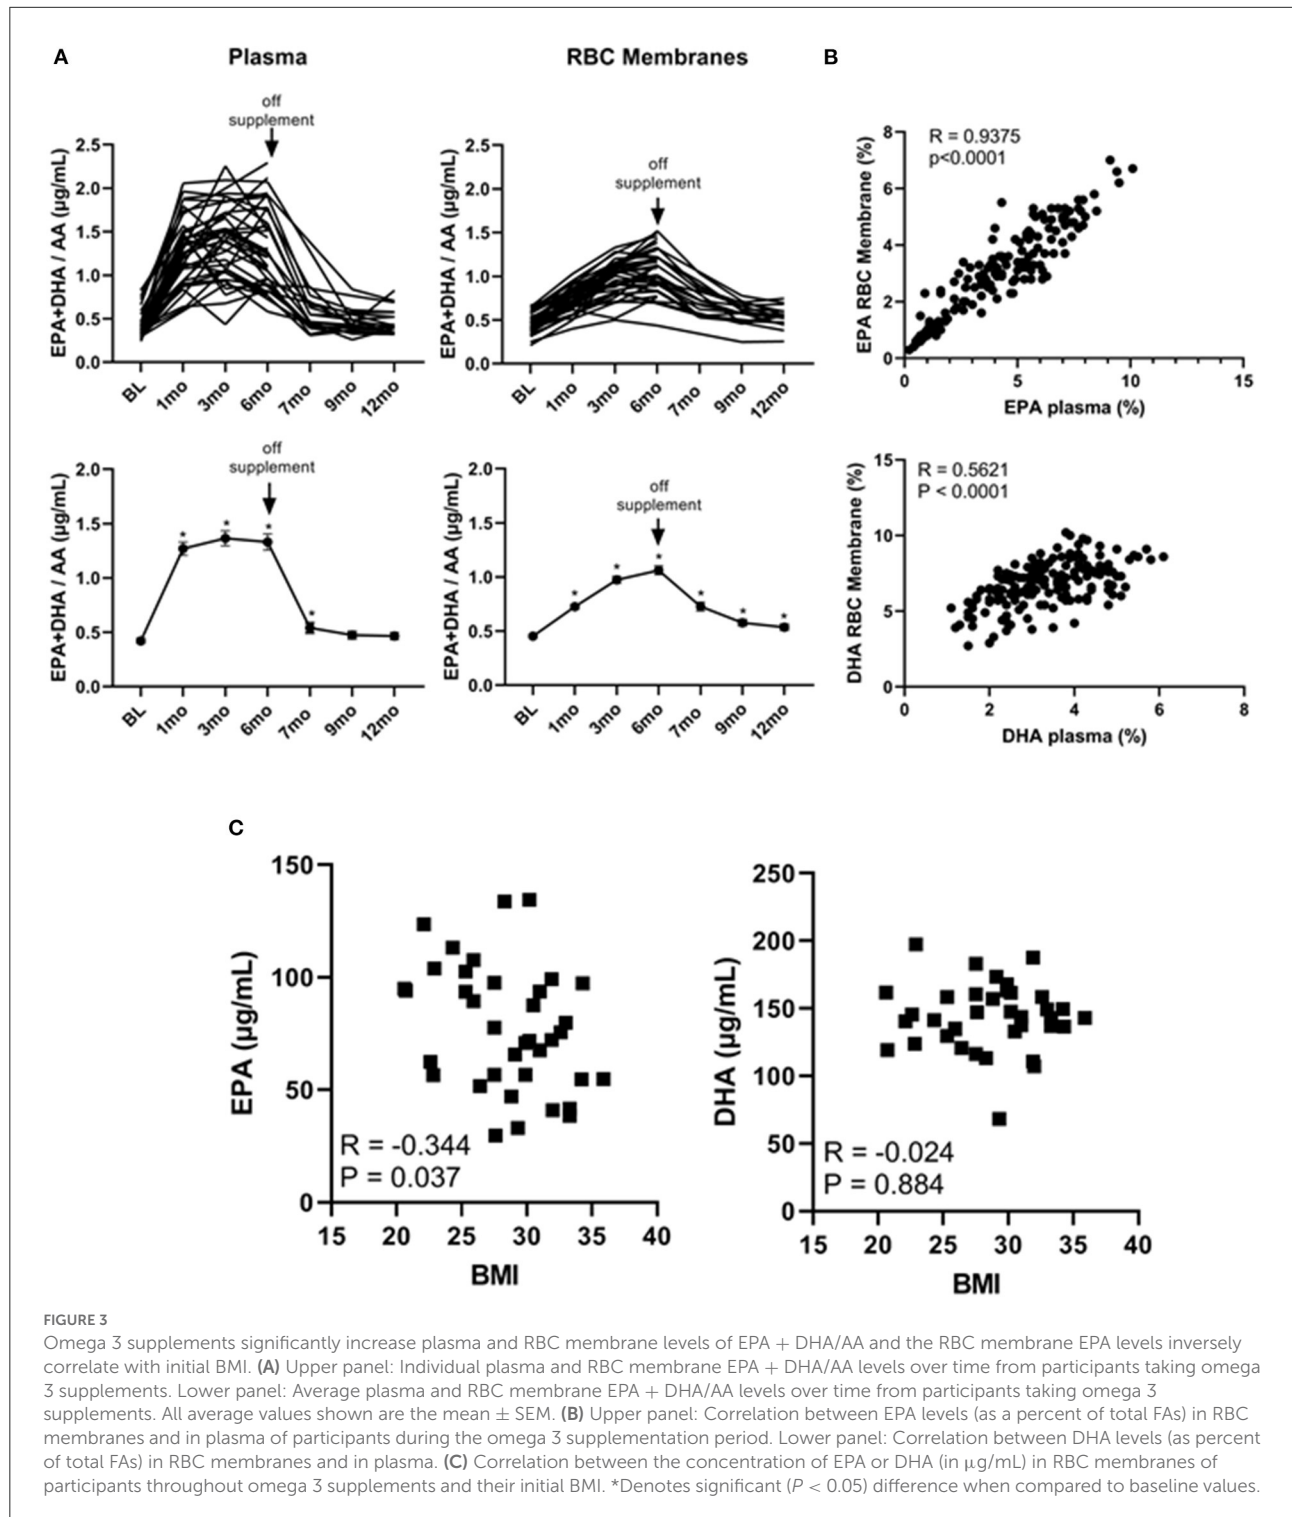 A
Plasma
RBC Membranes
B
off
supplement
EPA+DHA / AA (µg/mL)
2.5
2.0
1.5
1.0
0.5
0.0
BL
1mo
3mo
6mo
7mo
9mo
12mo
off
supplement
EPA+DHA / AA (µg/mL)
2.5
2.0
1.5
1.0
0.5
0.0
BL
1mo
3mo
6mo
7mo
9mo
12mo
R = 0.9375
p<0.0001
EPA RBC Membrane (%)
8
6
4
2
0
0
5
10
15
EPA plasma (%)
off
supplement
EPA+DHA / AA (µg/mL)
2.0
1.5
1.0
0.5
0.0
*
*
*
*
BL
1mo
3mo
6mo
7mo
9mo
12mo
off
supplement
EPA+DHA / AA (µg/mL)
2.0
1.5
1.0
0.5
0.0
*
*
*
*
*
*
BL
1mo
3mo
6mo
7mo
9mo
12mo
R = 0.5621
P < 0.0001
DHA RBC Membrane (%)
15
10
5
0
0
2
4
6
8
DHA plasma (%)
C
EPA (µg/mL)
150
100
50
0
R = -0.344
P = 0.037
15
20
25
30
35
40
BMI
DHA (µg/mL)
250
200
150
100
50
0
R = -0.024
P = 0.884
15
20
25
30
35
40
BMI
FIGURE 3
Omega 3 supplements significantly increase plasma and RBC membrane levels of EPA + DHA/AA and the RBC membrane EPA levels inversely
correlate with initial BMI. (A) Upper panel: Individual plasma and RBC membrane EPA + DHA/AA levels over time from participants taking omega
3 supplements. Lower panel: Average plasma and RBC membrane EPA + DHA/AA levels over time from participants taking omega 3
supplements. All average values shown are the mean ± SEM. (B) Upper panel: Correlation between EPA levels (as a percent of total FAs) in RBC
membranes and in plasma of participants during the omega 3 supplementation period. Lower panel: Correlation between DHA levels (as percent
of total FAs) in RBC membranes and in plasma. (C) Correlation between the concentration of EPA or DHA (in µg/mL) in RBC membranes of
participants throughout omega 3 supplements and their initial BMI. *Denotes significant (P < 0.05) difference when compared to baseline values.